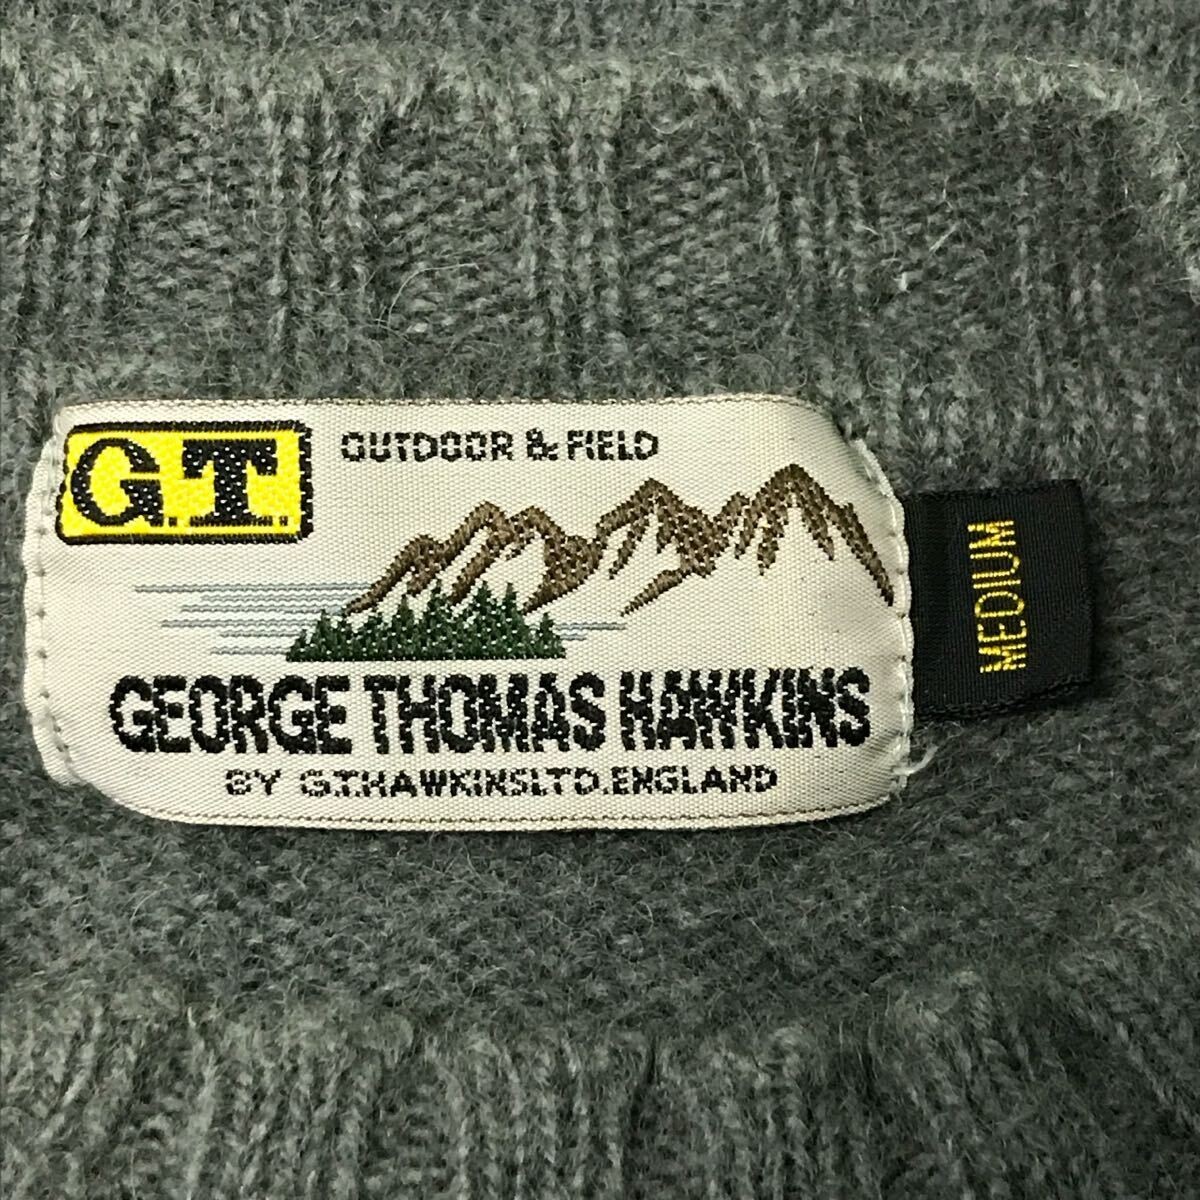 G.T.
OUTDOOR & FIELD
GEORGE THOMAS HAWKINS
BY G.T.HAWKINSLTD.ENGLAND
MEDIUM